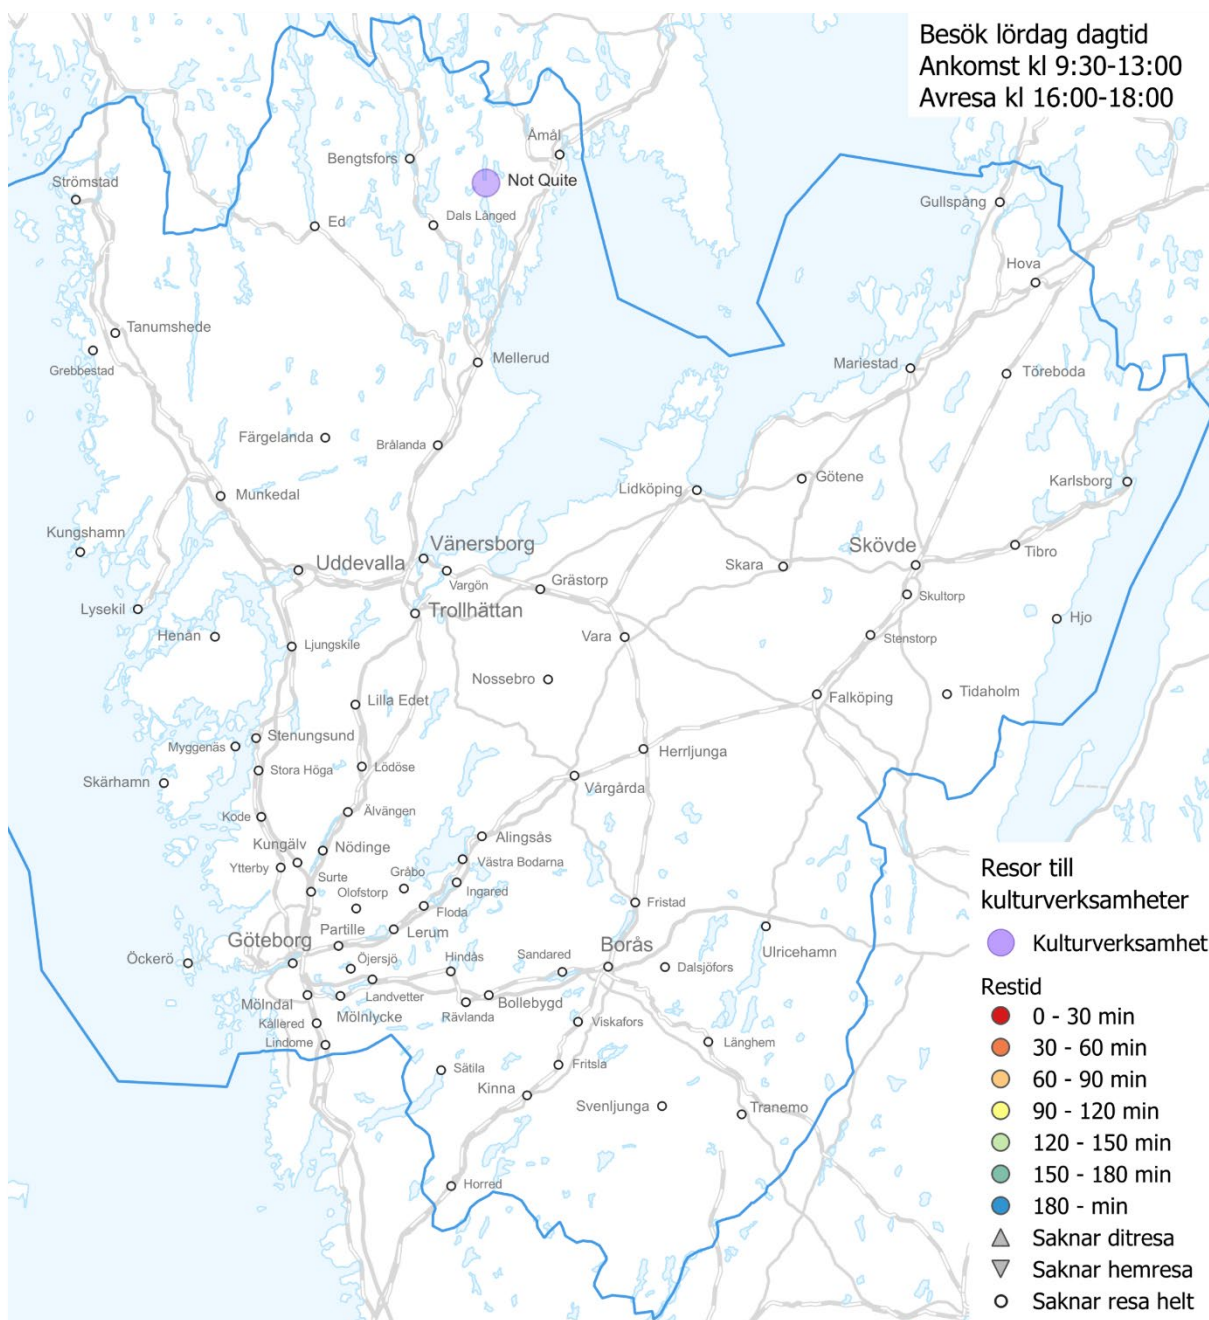 Besök lördag dagtid
Ankomst kl 9:30-13:00
Avresa kl 16:00-18:00
Åmål
Bengtsfors
Not Quite
Strömstad
Gullspång
Dals Långed
Ed
Hova
Tanumshede
Mellerud
Mariestad
Grebbestad
Töreboda
Färgelanda
Brålanda
Götene
Karlsborg
Lidköping
Munkedal
Kungshamn
Vänersborg
Skövde
Uddevalla
Tibro
Skara
Vargön
Grästorp
Skultorp
Lysekil
Trollhättan
Hjo
Henån
Vara
Stenstorp
Ljungskile
Nossebro
Tidaholm
Lilla Edet
Falköping
Stenungsund
Myggenäs
Herrljunga
Stora Höga
Lödöse
Skärhamn
Vårgårda
Kode
Älvängen
Alingsås
Kungälv
Nödinge
Västra Bodarna
Ytterby
Gråbo
Surte
Ingared
Olofstorp
Fristad
Floda
Partille
Lerum
Göteborg
Borås
Ulricehamn
Öckerö
Öjersjö
Hindås
Sandared
Dalsjöfors
Mölndal
Landvetter
Bollebygd
Mölnlycke
Rävlanda
Kållered
Viskafors
Lindome
Länghem
Sätila
Fritsla
Kinna
Svenljunga
Tranemo
Horred
Resor till
kulturverksamheter
Kulturverksamhet
Restid
0 - 30 min
30 - 60 min
60 - 90 min
90 - 120 min
120 - 150 min
150 - 180 min
180 - min
Saknar ditresa
Saknar hemresa
Saknar resa helt